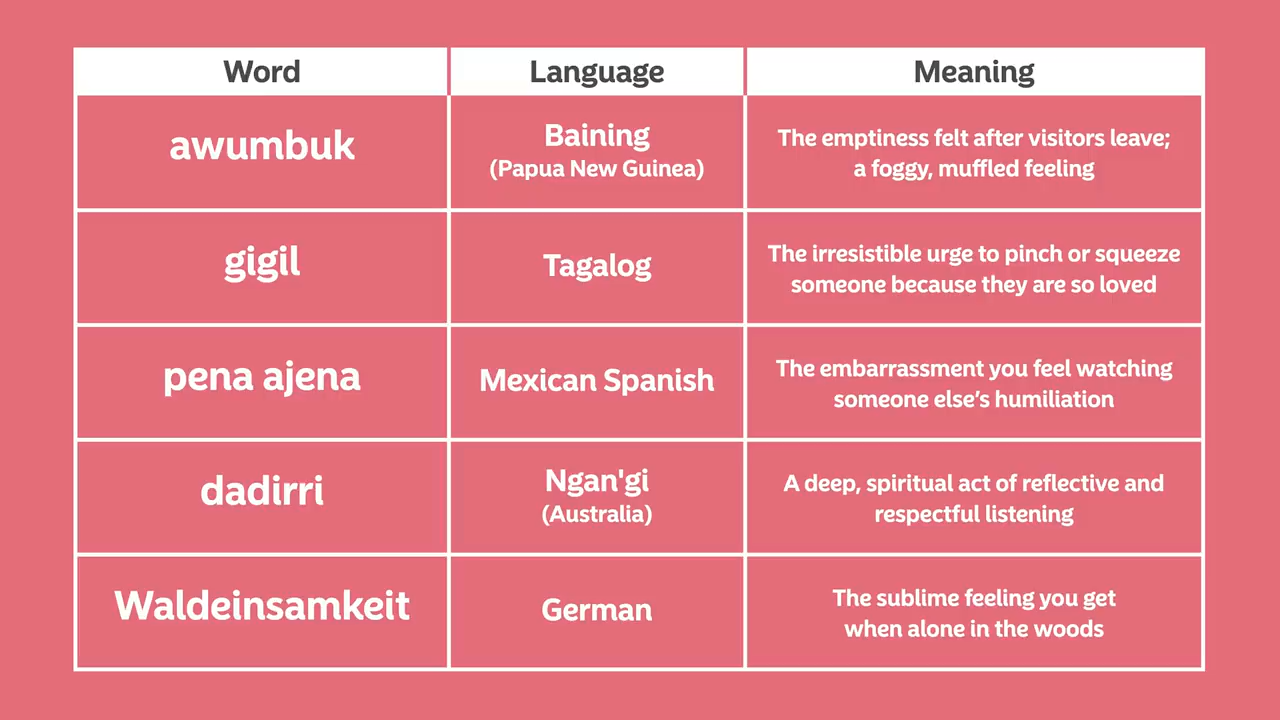 Word
Language
Meaning
awumbuk
Baining
(Papua New Guinea)
The emptiness felt after visitors leave;
a foggy, muffled feeling
gigil
Tagalog
The irresistible urge to pinch or squeeze
someone because they are so loved
pena ajena
Mexican Spanish
The embarrassment you feel watching
someone else’s humiliation
dadirri
Ngan'gi
(Australia)
A deep, spiritual act of reflective and
respectful listening
Waldeinsamkeit
German
The sublime feeling you get
when alone in the woods